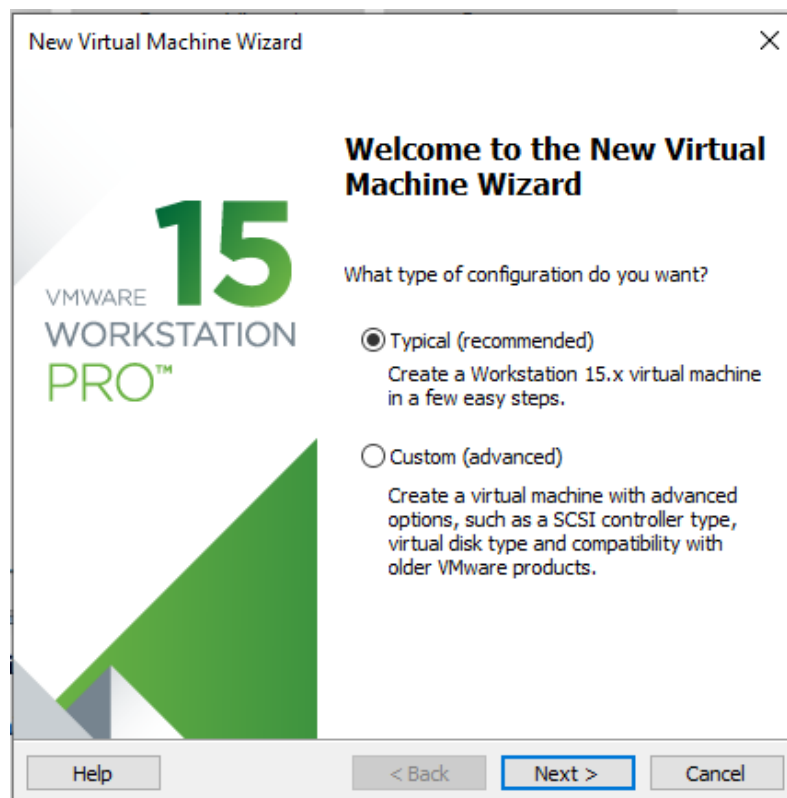 New Virtual Machine Wizard
Welcome to the New Virtual
Machine Wizard
VMWARE 15
WORKSTATION
PRO™
What type of configuration do you want?
Typical (recommended)
Create a Workstation 15.x virtual machine
in a few easy steps.
Custom (advanced)
Create a virtual machine with advanced
options, such as a SCSI controller type,
virtual disk type and compatibility with
older VMware products.
Help
< Back
Next >
Cancel